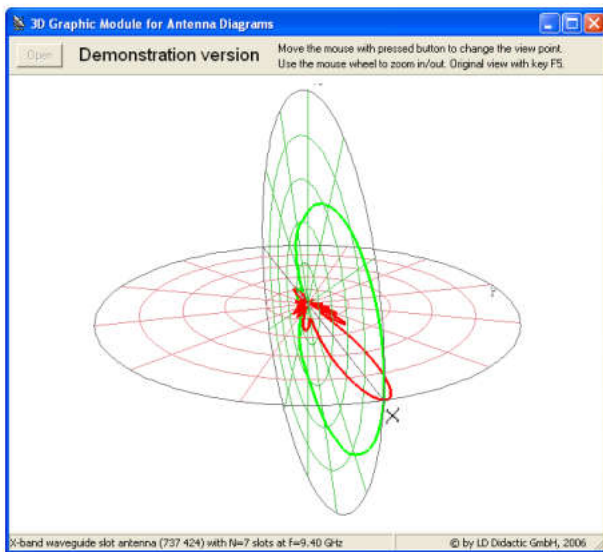 3D Graphic Module for Antenna Diagrams
Open
Demonstration version
Move the mouse with pressed button to change the view point.
Use the mouse wheel to zoom in/out. Original view with key F5.
X
X-band waveguide slot antenna (737 424) with N=7 slots at f=9.40 GHz
© by LD Didactic GmbH, 2006